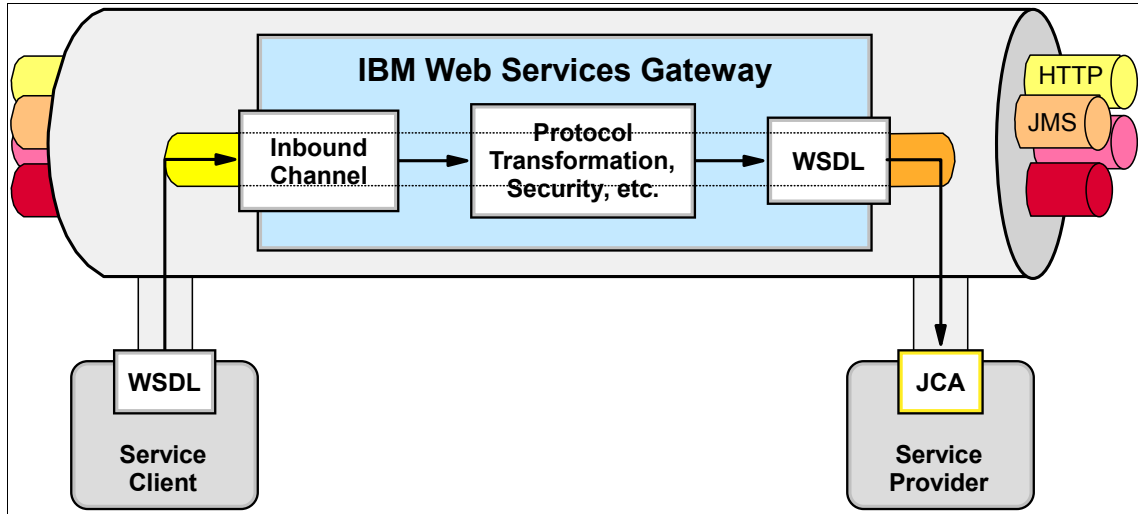 IBM Web Services Gateway
HTTP
JMS
Inbound
Channel
Protocol
Transformation,
Security, etc.
WSDL
WSDL
Service
Client
JCA
Service
Provider